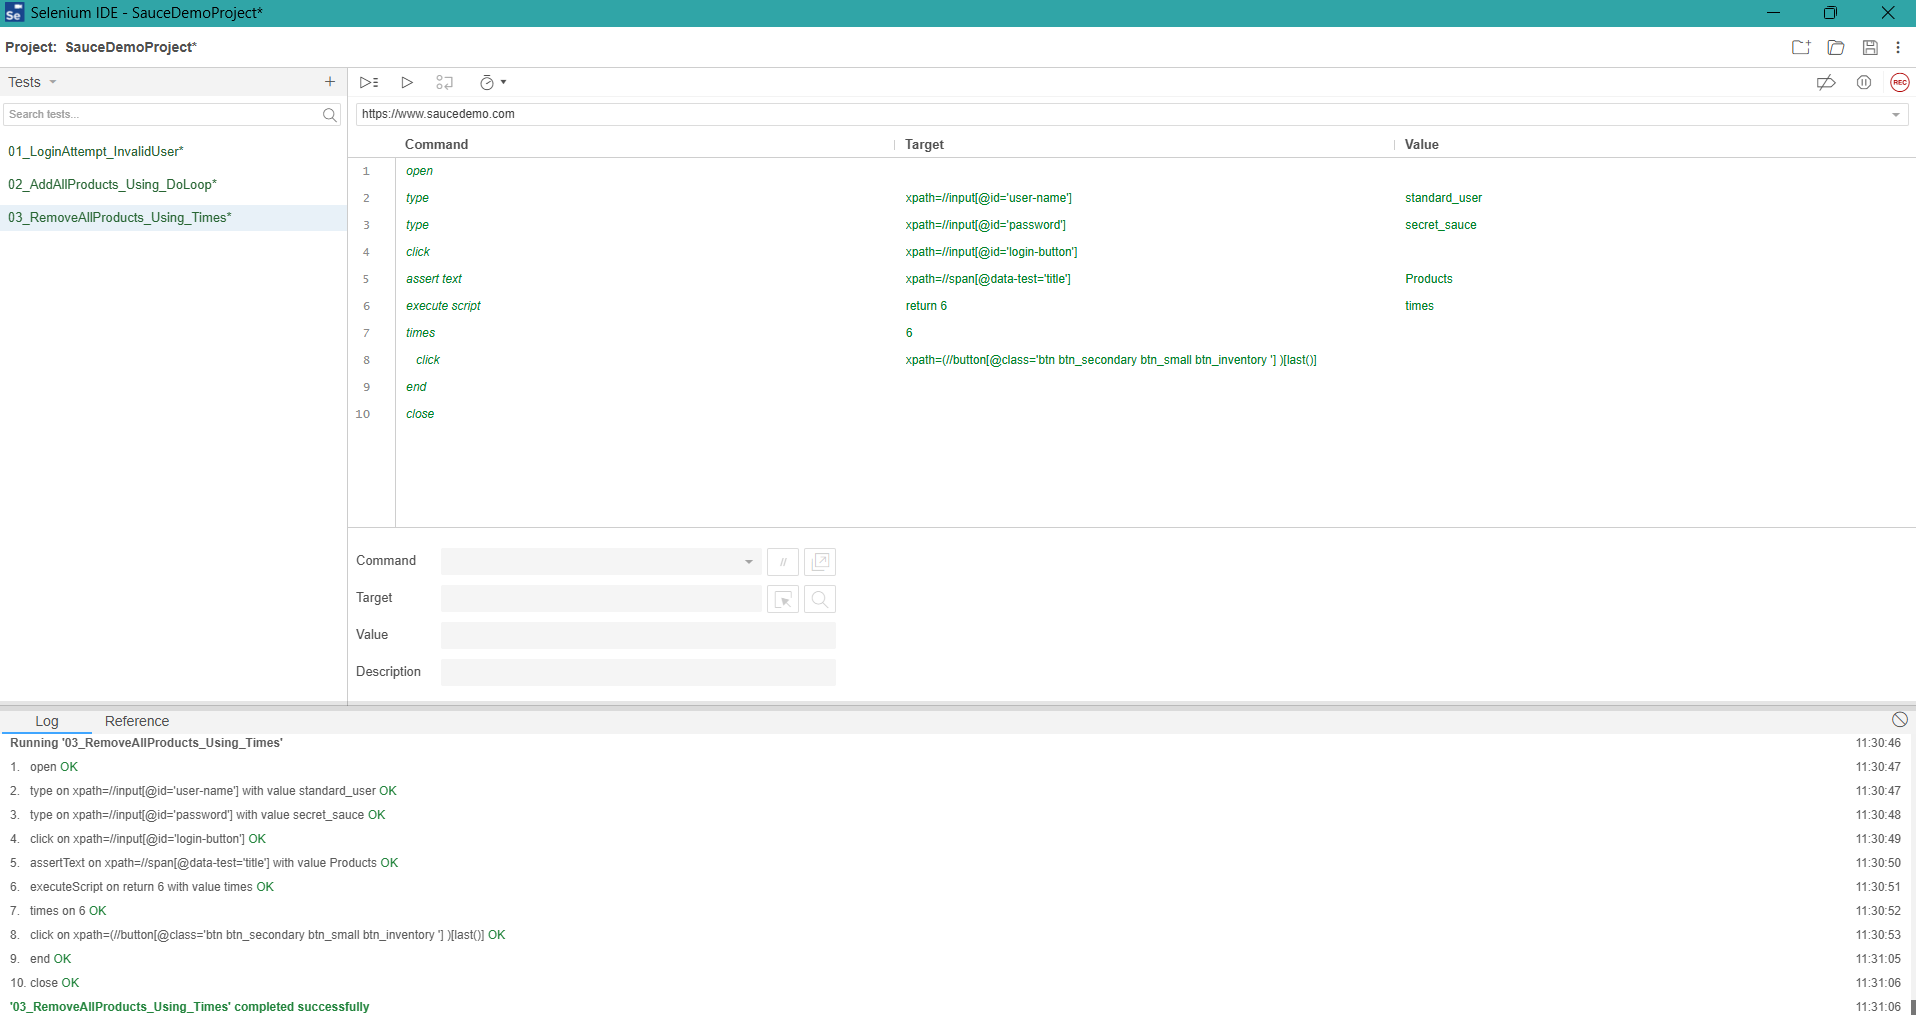 Selenium IDE - SauceDemoProject*
Project: SauceDemoProject*
Tests
Search tests...
01_LoginAttempt_InvalidUser*
02_AddAllProducts_Using_DoLoop*
03_RemoveAllProducts_Using_Times*
REC
https://www.saucedemo.com
Command Target Value
1 open
2 type xpath=//input[@id='user-name'] standard_user
3 type xpath=//input[@id='password'] secret_sauce
4 click xpath=//input[@id='login-button']
5 assert text xpath=//span[@data-test='title'] Products
6 execute script return 6 times
7 times 6
8 click xpath=(//button[@class='btn btn_secondary btn_small btn_inventory '] )[last()]
9 end
10 close
Command //
Target
Value
Description
Log Reference
Running '03_RemoveAllProducts_Using_Times' 11:30:46
1. open OK 11:30:47
2. type on xpath=//input[@id='user-name'] with value standard_user OK 11:30:47
3. type on xpath=//input[@id='password'] with value secret_sauce OK 11:30:48
4. click on xpath=//input[@id='login-button'] OK 11:30:49
5. assertText on xpath=//span[@data-test='title'] with value Products OK 11:30:50
6. executeScript on return 6 with value times OK 11:30:51
7. times on 6 OK 11:30:52
8. click on xpath=(//button[@class='btn btn_secondary btn_small btn_inventory '] )[last()] OK 11:30:53
9. end OK 11:31:05
10. close OK 11:31:06
'03_RemoveAllProducts_Using_Times' completed successfully 11:31:06